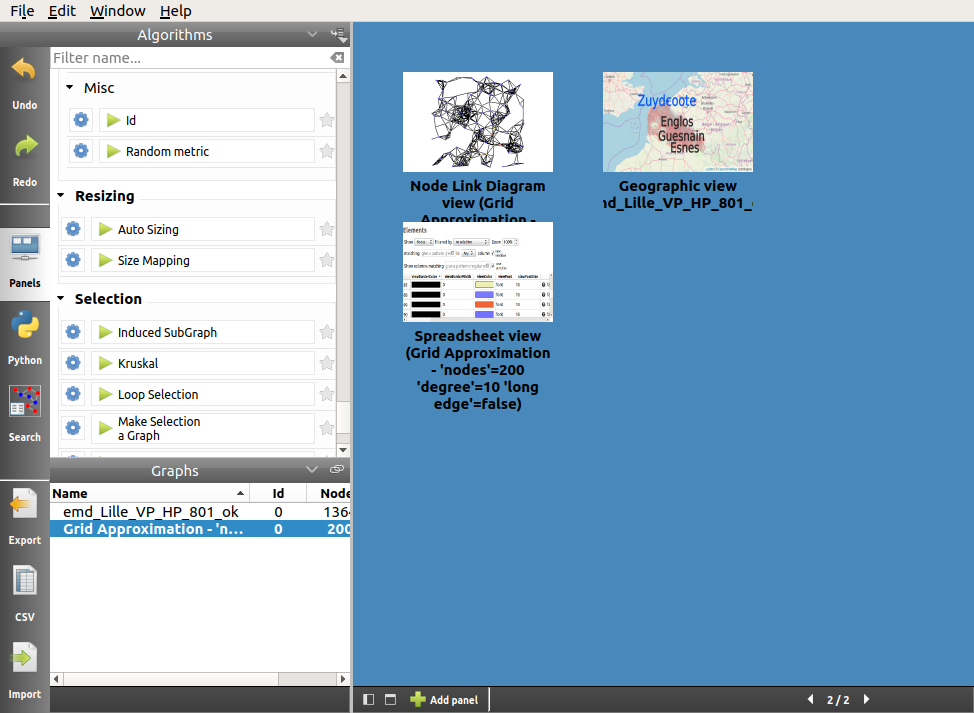 File Edit Window Help
Algorithms
Undo
Redo
Panels
Python
Search
Export
CSV
Import
Filter name...
Misc
Id
Random metric
Resizing
Auto Sizing
Size Mapping
Selection
Induced SubGraph
Kruskal
Loop Selection
Make Selection
a Graph
Graphs
Name Id Node
emd_Lille_VP_HP_801_ok 0 136
Grid Approximation - 'n... 0 200
Node Link Diagram
view (Grid
Approximation -
Zuydcoote
Englos
Guesnain
Esnes
Geographic view
emd_Lille_VP_HP_801_
Elements
Spreadsheet view
(Grid Approximation
- 'nodes'=200
'degree'=10 'long
edge'=false)
Add panel
2 / 2